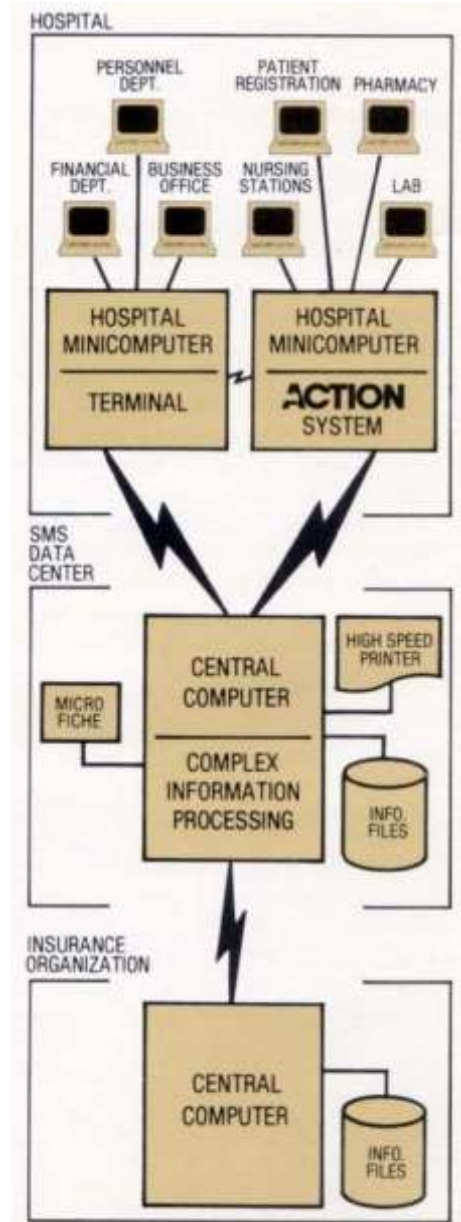 HOSPITAL
PERSONNEL
DEPT.
PATIENT
REGISTRATION
PHARMACY
FINANCIAL
DEPT.
BUSINESS
OFFICE
NURSING
STATIONS
LAB
HOSPITAL
MINICOMPUTER
TERMINAL
HOSPITAL
MINICOMPUTER
ACTION
SYSTEM
SMS
DATA
CENTER
CENTRAL
COMPUTER
COMPLEX
INFORMATION
PROCESSING
HIGH SPEED
PRINTER
MICRO
FICHE
INFO.
FILES
INSURANCE
ORGANIZATION
CENTRAL
COMPUTER
INFO.
FILES